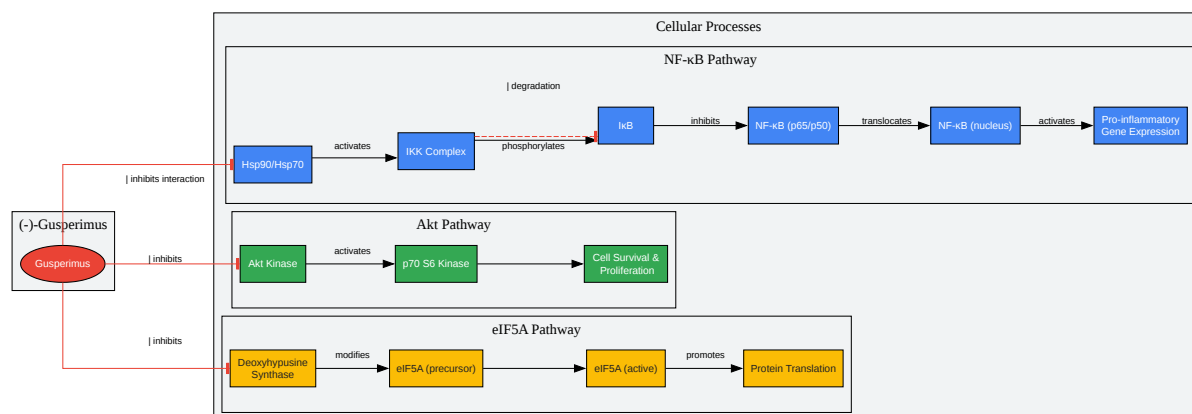 Cellular Processes
NF-κB Pathway
| degradation
IκB
inhibits
NF-κB (p65/p50)
translocates
NF-κB (nucleus)
activates
Pro-inflammatory
Gene Expression
Hsp90/Hsp70
activates
IKK Complex
phosphorylates
| inhibits interaction
(-)-Gusperimus
Gusperimus
| inhibits
Akt Pathway
Akt Kinase
activates
p70 S6 Kinase
Cell Survival &
Proliferation
| inhibits
eIF5A Pathway
Deoxyhypusine
Synthase
modifies
eIF5A (precursor)
eIF5A (active)
promotes
Protein Translation